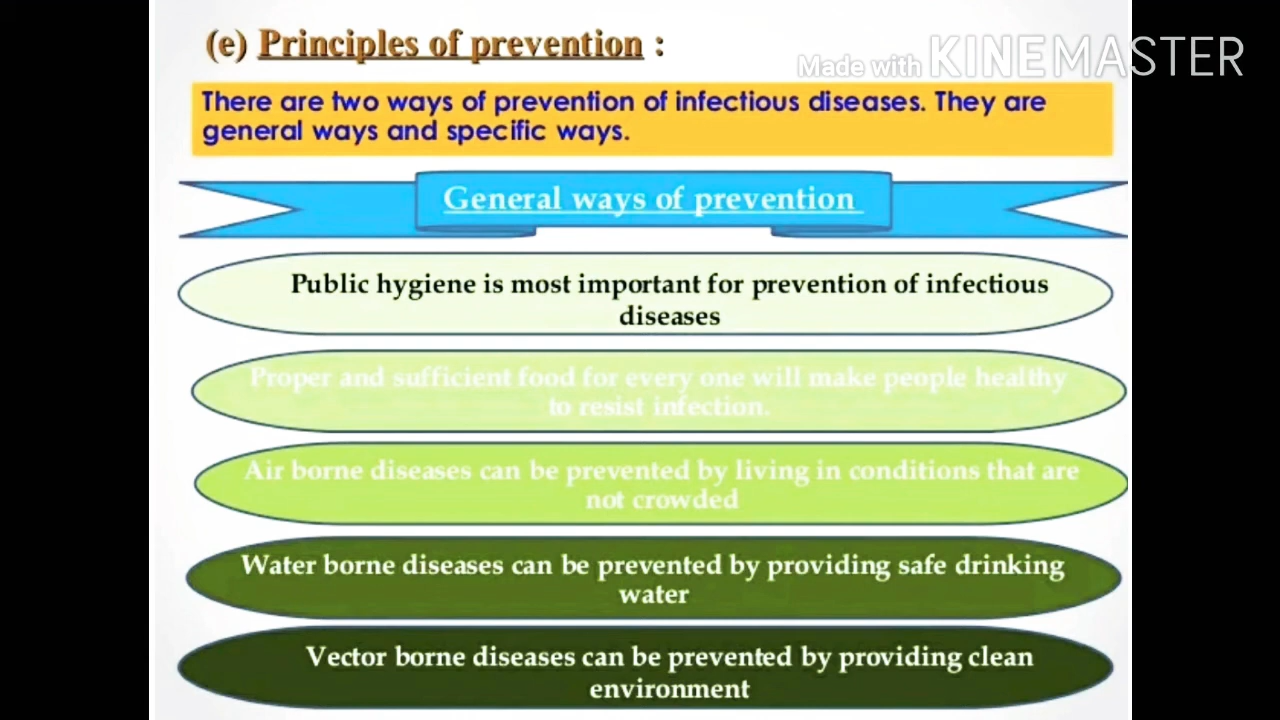 (e) Principles of prevention :
Made with KINEMASTER
There are two ways of prevention of infectious diseases. They are
general ways and specific ways.
General ways of prevention
Public hygiene is most important for prevention of infectious
diseases
Proper and sufficient food for every one will make people healthy
to resist infection.
Air borne diseases can be prevented by living in conditions that are
not crowded
Water borne diseases can be prevented by providing safe drinking
water
Vector borne diseases can be prevented by providing clean
environment